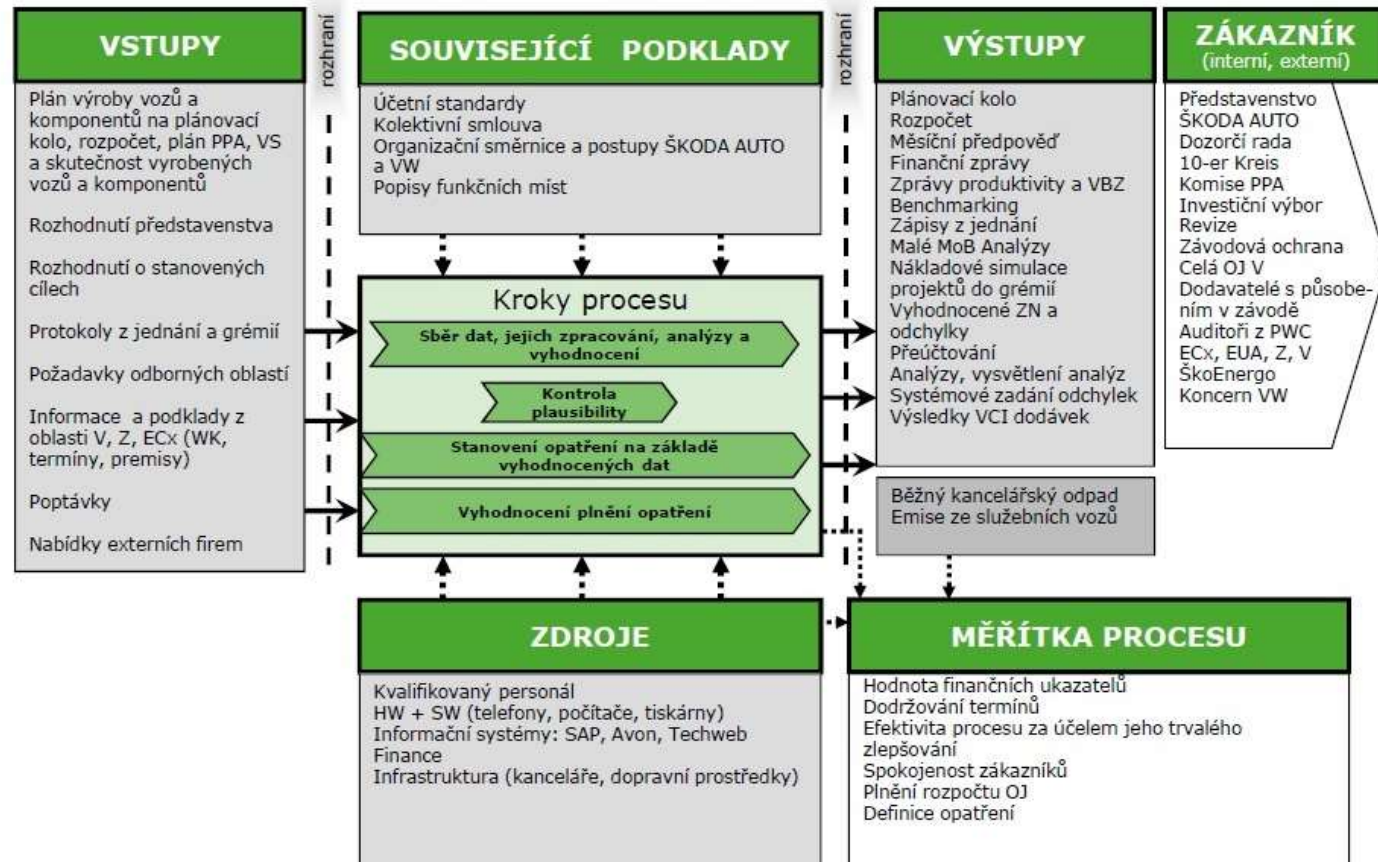 VSTUPY
Plán výroby vozů a
komponentů na plánovací
kolo, rozpočet, plán PPA, VS
a skutečnost vyrobených
vozů a komponentů
Rozhodnutí představenstva
Rozhodnutí o stanovených
cílech
Protokoly z jednání a grémií
Požadavky odborných oblastí
Informace a podklady z
oblasti V, Z, ECx (WK,
termíny, premisy)
Poptávky
Nabídky externích firem
rozhraní
SOUVISEJÍCÍ PODKLADY
Účetní standardy
Kolektivní smlouva
Organizační směrnice a postupy ŠKODA AUTO
a VW
Popisy funkčních míst
Kroky procesu
Sběr dat, jejich zpracování, analýzy a
vyhodnocení
Kontrola
plausibility
Stanovení opatření na základě
vyhodnocených dat
Vyhodnocení plnění opatření
ZDROJE
Kvalifikovaný personál
HW + SW (telefony, počítače, tiskárny)
Informační systémy: SAP, Avon, Techweb
Finance
Infrastruktura (kanceláře, dopravní prostředky)
rozhraní
VÝSTUPY
Plánovací kolo
Rozpočet
Měsíční předpověď
Finanční zprávy
Zprávy produktivity a VBZ
Benchmarking
Zápisy z jednání
Malé MoB Analýzy
Nákladové simulace
projektů do grémií
Vyhodnocené ZN a
odchylky
Přeúčtování
Analýzy, vysvětlení analýz
Systémové zadání odchylek
Výsledky VCI dodávek
Běžný kancelářský odpad
Emise ze služebních vozů
ZÁKAZNÍK
(interní, externí)
Představenstvo
ŠKODA AUTO
Dozorčí rada
10-er Kreis
Komise PPA
Investiční výbor
Revize
Závodová ochrana
Celá OJ V
Dodavatelé s působe-
ním v závodě
Auditoři z PWC
ECx, EUA, Z, V
ŠkoEnergo
Koncern VW
MĚŘÍTKA PROCESU
Hodnota finančních ukazatelů
Dodržování termínů
Efektivita procesu za účelem jeho trvalého
zlepšování
Spokojenost zákazníků
Plnění rozpočtu OJ
Definice opatření